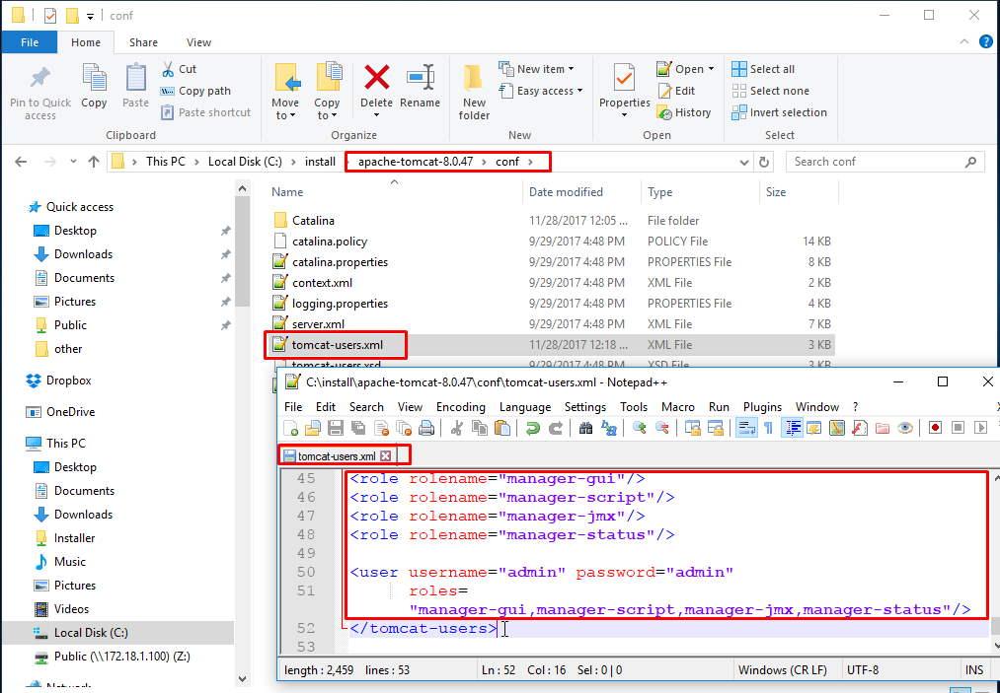 conf
File Home Share View
Pin to Quick access
Copy
Paste
Cut
Copy path
Paste shortcut
Clipboard
Move to
Copy to
Delete
Rename
Organize
New folder
New item
Easy access
New
Properties
Open
Edit
History
Open
Select all
Select none
Invert selection
Select
This PC > Local Disk (C:) > install > apache-tomcat-8.0.47 > conf >
Search conf
Quick access
Desktop
Downloads
Documents
Pictures
Public
other
Dropbox
OneDrive
This PC
Desktop
Documents
Downloads
Installer
Music
Pictures
Videos
Local Disk (C:)
Public (\\172.18.1.100) (Z:)
Network
Name Date modified Type Size
Catalina 11/28/2017 12:05 ... File folder
catalina.policy 9/29/2017 4:48 PM POLICY File 14 KB
catalina.properties 9/29/2017 4:48 PM PROPERTIES File 8 KB
context.xml 9/29/2017 4:48 PM XML File 2 KB
logging.properties 9/29/2017 4:48 PM PROPERTIES File 4 KB
server.xml 9/29/2017 4:48 PM XML File 7 KB
tomcat-users.xml 11/28/2017 12:18 ... XML File 3 KB
tomcat-users.xsd 9/29/2017 4:48 PM XSD File 3 KB
C:\install\apache-tomcat-8.0.47\conf\tomcat-users.xml - Notepad++
File Edit Search View Encoding Language Settings Tools Macro Run Plugins Window ?
tomcat-users.xml
45 <role rolename="manager-gui"/>
46 <role rolename="manager-script"/>
47 <role rolename="manager-jmx"/>
48 <role rolename="manager-status"/>
49
50 <user username="admin" password="admin"
51 roles=
"manager-gui,manager-script,manager-jmx,manager-status"/>
52 </tomcat-users>
53
length : 2,459 lines : 53 Ln : 52 Col : 16 Sel : 0 | 0 Windows (CR LF) UTF-8 INS